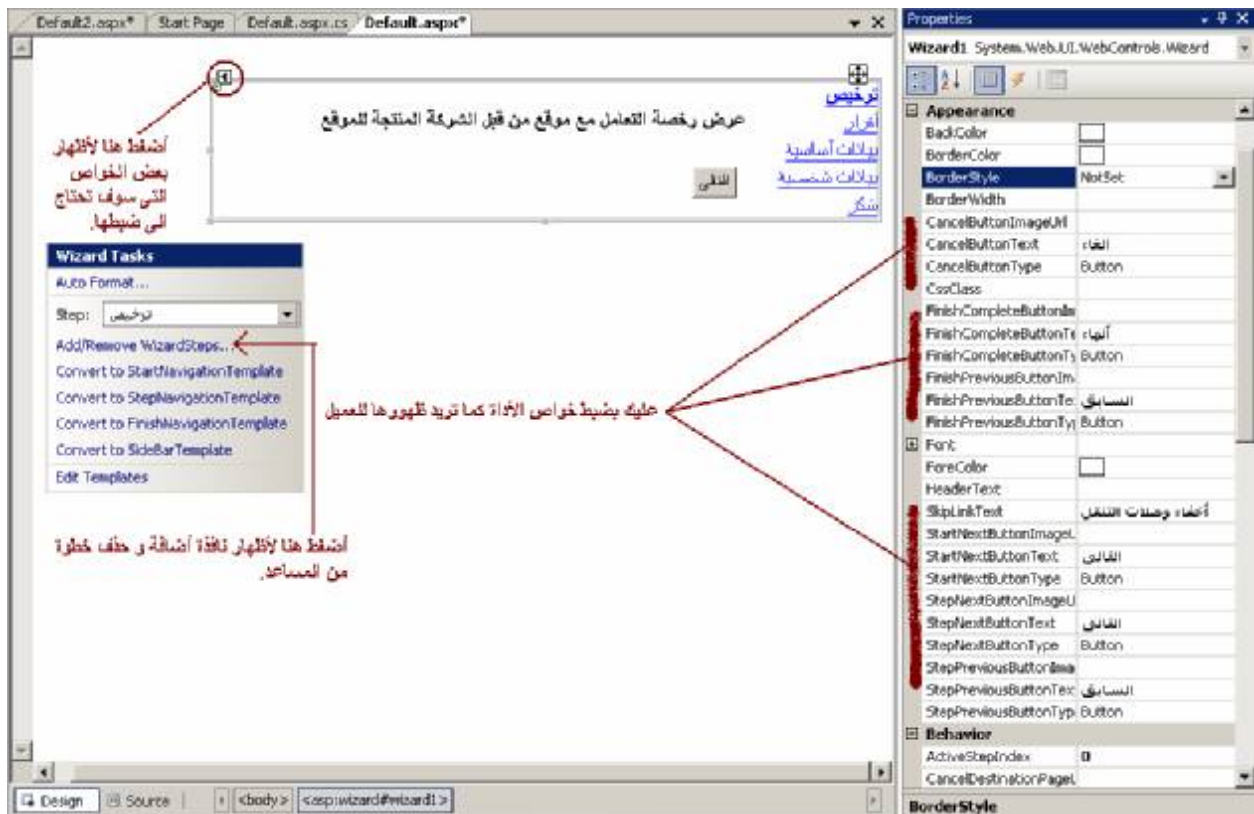 Default2.aspx* Start Page Default.aspx.cs Default.aspx*
ترخيص
أقرار
بيانات أساسية
بيانات شخصية
شكر
عرض رخصة التعامل مع موقع من قبل الشركة المنتجة للموقع
التالى
أضغط هنا لأظهار
بعض الخواص
التى سوف تحتاج
الى ضبطها.
Wizard Tasks
Auto Format...
Step: ترخيص
Add/Remove WizardSteps...
Convert to StartNavigationTemplate
Convert to StepNavigationTemplate
Convert to FinishNavigationTemplate
Convert to SideBarTemplate
Edit Templates
عليك بضبط خواص الأداة كما تريد ظهورها للعميل
أضغط هنا لأظهار نافذة أضافة و حذف خطوة
من المساعد.
Design Source <body> <asp:wizard#wizard1>
Properties
Wizard1 System.Web.UI.WebControls.Wizard
Appearance
BackColor
BorderColor
BorderStyle NotSet
BorderWidth
CancelButtonImageUrl
CancelButtonText الغاء
CancelButtonType Button
CssClass
FinishCompleteButtonIm
FinishCompleteButtonTe أنهاء
FinishCompleteButtonTy Button
FinishPreviousButtonIm
FinishPreviousButtonTe السابق
FinishPreviousButtonTy Button
Font
ForeColor
HeaderText
SkipLinkText أخفاء وصلات التنقل
StartNextButtonImageU
StartNextButtonText التالى
StartNextButtonType Button
StepNextButtonImageU
StepNextButtonText التالى
StepNextButtonType Button
StepPreviousButtonIma
StepPreviousButtonTex السابق
StepPreviousButtonTyp Button
Behavior
ActiveStepIndex 0
CancelDestinationPageU
BorderStyle